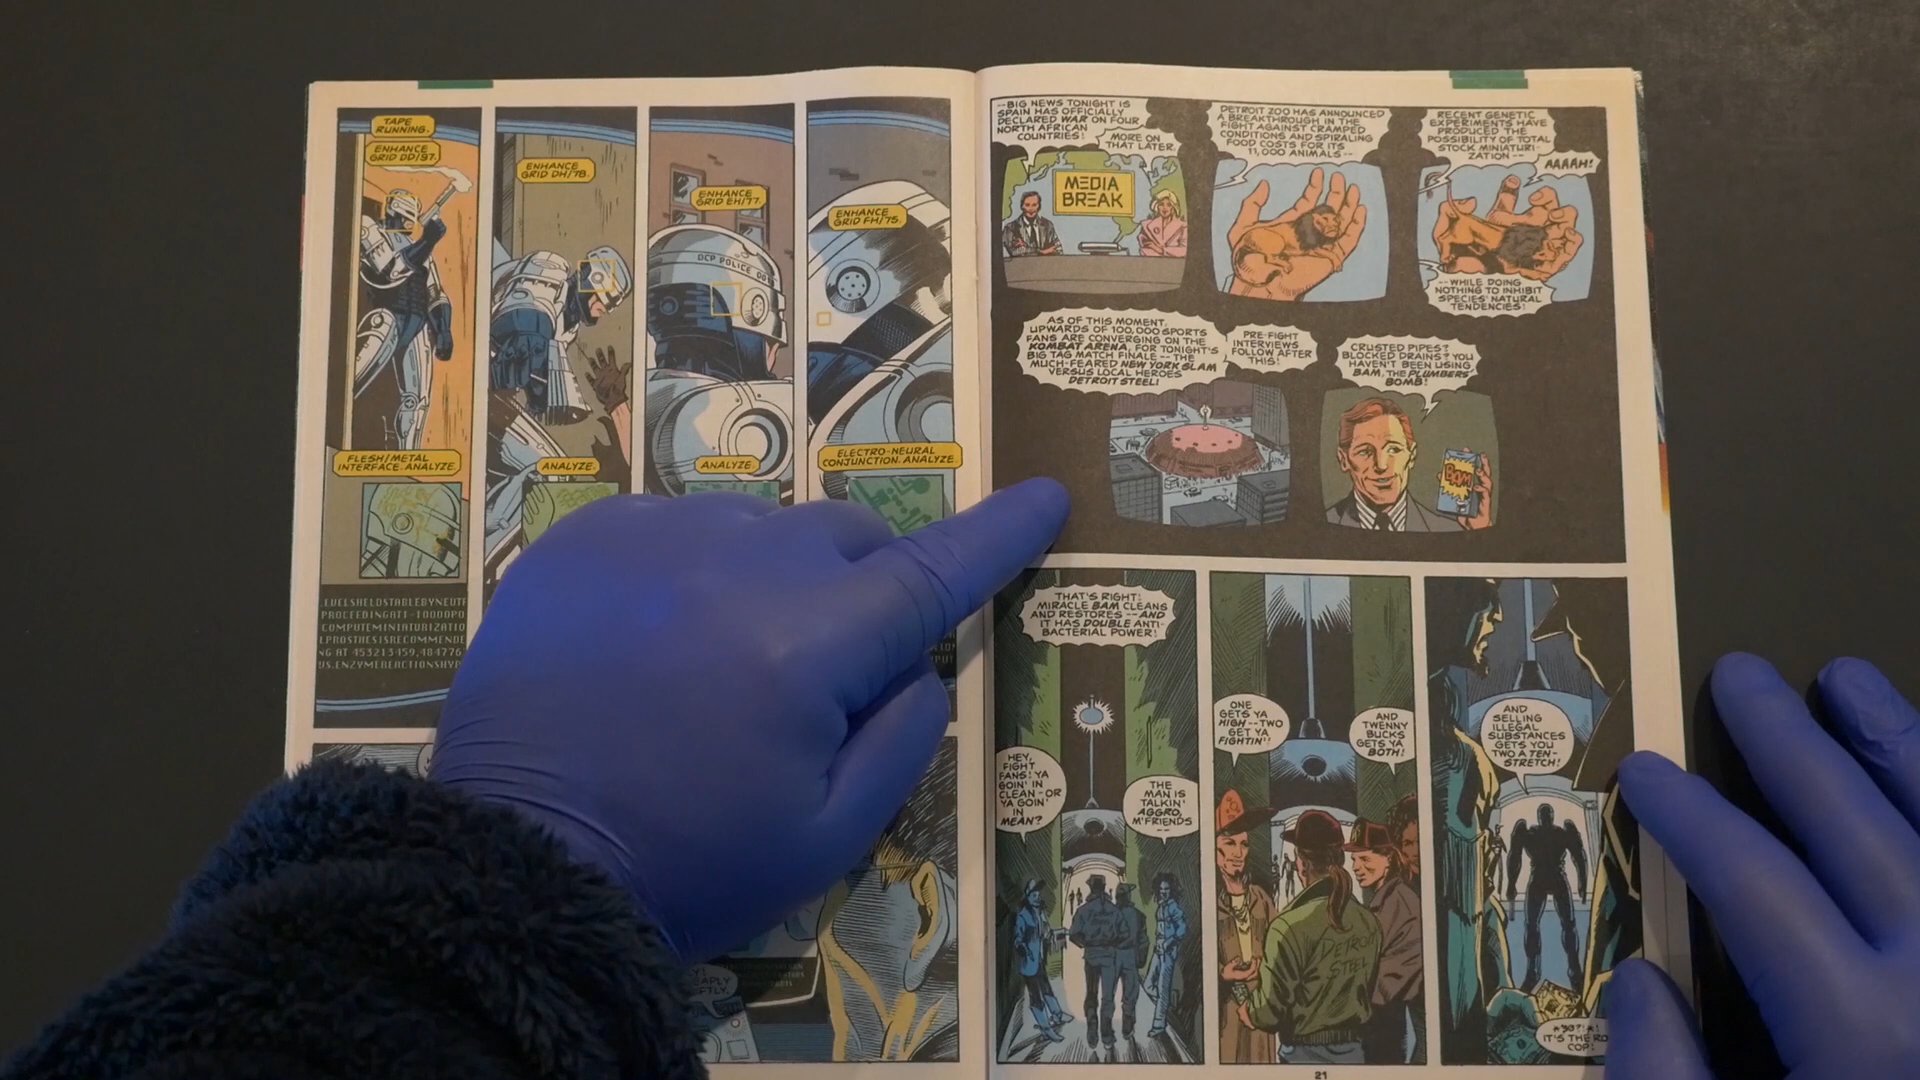 TAPE
RUNNING.
ENHANCE
GRID DD/97.
FLESH/METAL
INTERFACE. ANALYZE.
ENHANCE
GRID DH/78.
ANALYZE.
ENHANCE
GRID EH/77.
DCP POLICE
ANALYZE.
ENHANCE
GRID FH/75.
ELECTRO-NEURAL
CONJUNCTION. ANALYZE.
--BIG NEWS TONIGHT IS
SPAIN HAS OFFICIALLY
DECLARED WAR ON FOUR
NORTH AFRICAN
COUNTRIES!
MORE ON
THAT LATER.
MEDIA
BREAK
DETROIT ZOO HAS ANNOUNCED
A BREAKTHROUGH IN THE
FIGHT AGAINST CRAMPED
CONDITIONS AND SPIRALING
FOOD COSTS FOR ITS
11,000 ANIMALS--
RECENT GENETIC
EXPERIMENTS HAVE
PRODUCED THE
POSSIBILITY OF TOTAL
STOCK MINIATURI-
ZATION--
AAAAH!
--WHILE DOING
NOTHING TO INHIBIT
SPECIES' NATURAL
TENDENCIES!
AS OF THIS MOMENT,
UPWARDS OF 100,000 SPORTS
FANS ARE CONVERGING ON THE
KOMBAT ARENA, FOR TONIGHT'S
BIG TAG MATCH FINALE -- THE
MUCH-FEARED NEW YORK SLAM
VERSUS LOCAL HEROES
DETROIT STEEL!
PRE-FIGHT
INTERVIEWS
FOLLOW AFTER
THIS!
CRUSTED PIPES?
BLOCKED DRAINS? YOU
HAVEN'T BEEN USING
BAM, THE PLUMBERS'
BOMB!
BAM
THAT'S RIGHT!
MIRACLE BAM CLEANS
AND RESTORES -- AND
IT HAS DOUBLE ANTI-
BACTERIAL POWER!
HEY,
FIGHT
FANS! YA
GOIN' IN
CLEAN--OR
YA GOIN'
IN
MEAN?
THE
MAN IS
TALKIN'
AGGRO,
M'FRIENDS
--
ONE
GETS YA
HIGH--TWO
GET YA
FIGHTIN'!
AND
TWENNY
BUCKS
GETS YA
BOTH!
DETROIT
STEEL
AND
SELLING
ILLEGAL
SUBSTANCES
GETS YOU
TWO A TEN-
STRETCH!
IT'S THE RO
COP!
21